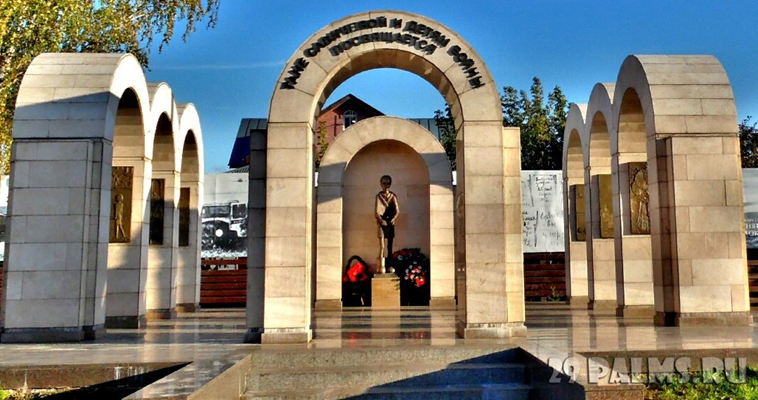 ТАНЕ САВИЧЕВОЙ И ДЕТЯМ ВОЙНЫ
ПОСВЯЩАЕТСЯ
29PALMS.RU